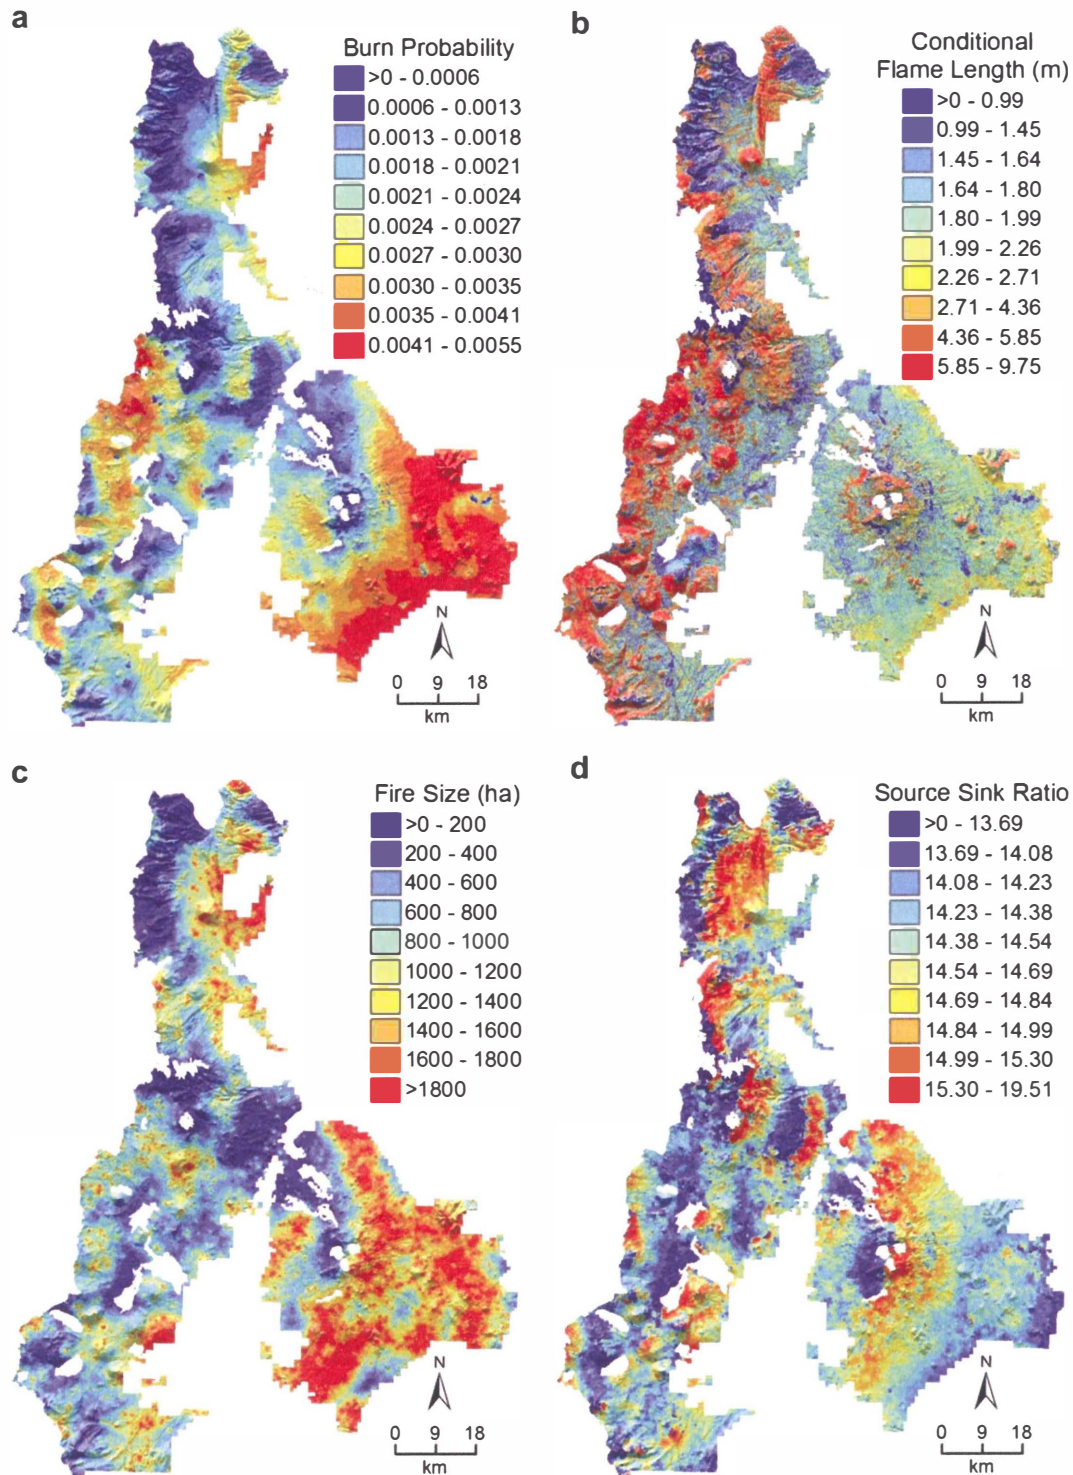 a
Burn Probability
>0 - 0.0006
0.0006 - 0.0013
0.0013 - 0.0018
0.0018 - 0.0021
0.0021 - 0.0024
0.0024 - 0.0027
0.0027 - 0.0030
0.0030 - 0.0035
0.0035 - 0.0041
0.0041 - 0.0055
N
0 9 18
km
b
Conditional
Flame Length (m)
>0 - 0.99
0.99 - 1.45
1.45 - 1.64
1.64 - 1.80
1.80 - 1.99
1.99 - 2.26
2.26 - 2.71
2.71 - 4.36
4.36 - 5.85
5.85 - 9.75
N
0 9 18
km
c
Fire Size (ha)
>0 - 200
200 - 400
400 - 600
600 - 800
800 - 1000
1000 - 1200
1200 - 1400
1400 - 1600
1600 - 1800
>1800
N
0 9 18
km
d
Source Sink Ratio
>0 - 13.69
13.69 - 14.08
14.08 - 14.23
14.23 - 14.38
14.38 - 14.54
14.54 - 14.69
14.69 - 14.84
14.84 - 14.99
14.99 - 15.30
15.30 - 19.51
N
0 9 18
km